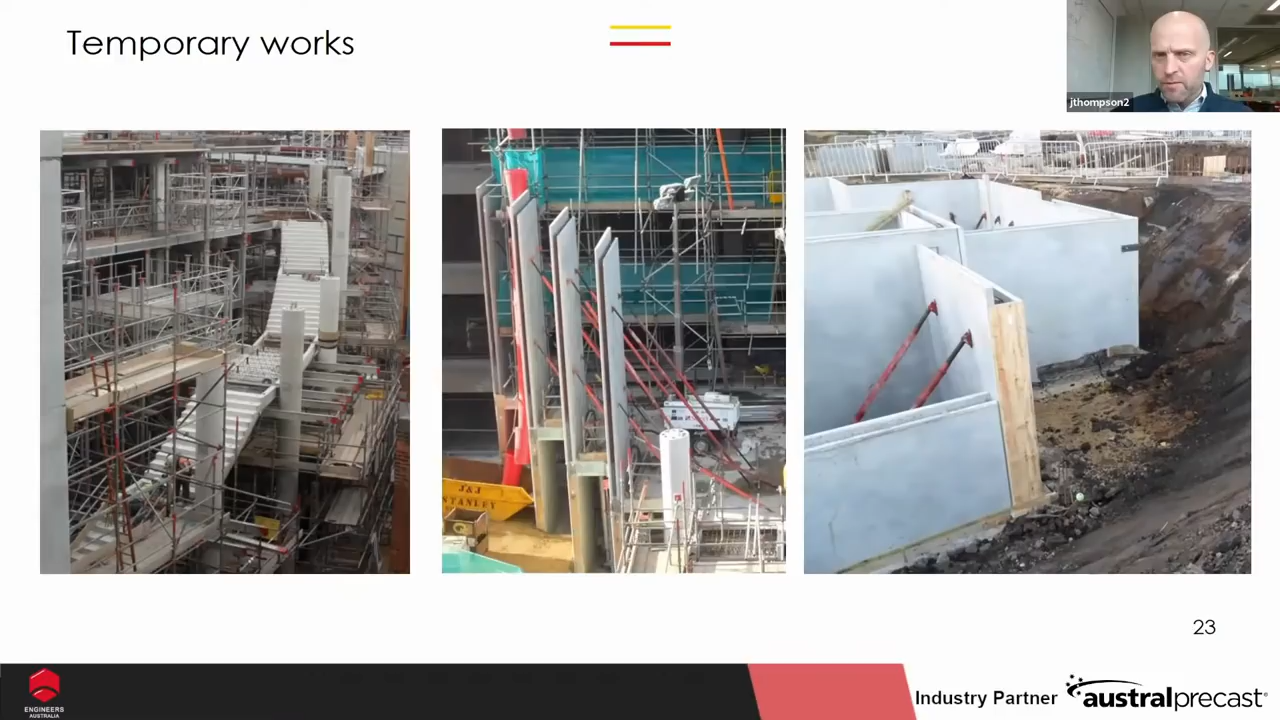 Temporary works
jthompson2
J&J
STANLEY
23
ENGINEERS
AUSTRALIA
Industry Partner
australprecast